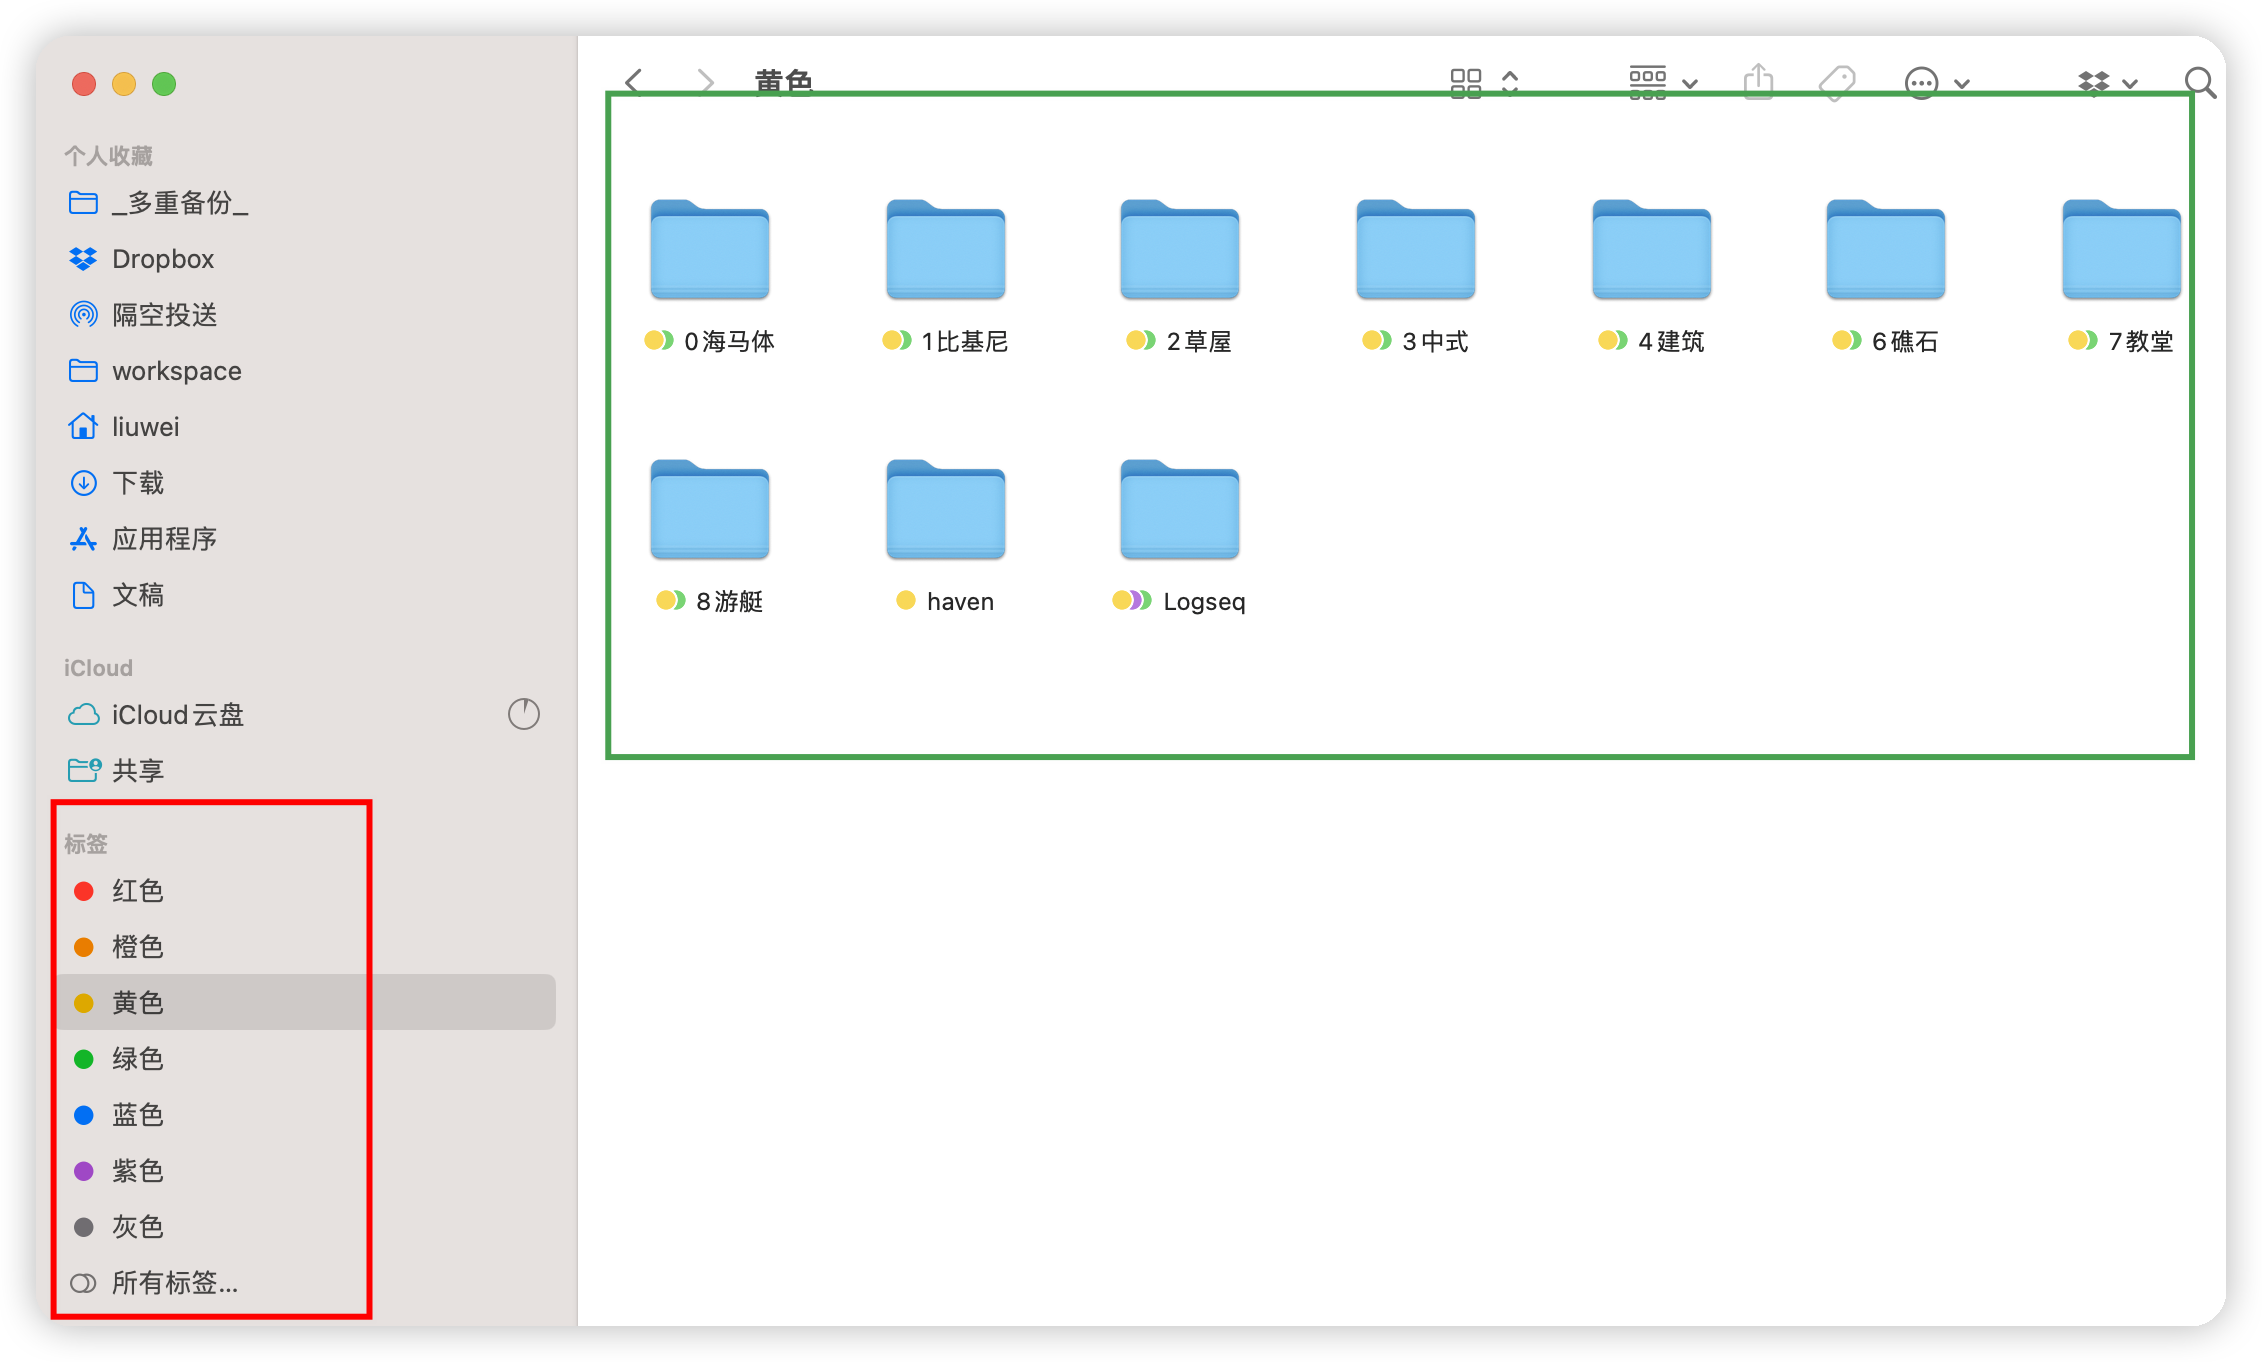 个人收藏
_多重备份_
Dropbox
隔空投送
workspace
liuwei
下载
应用程序
文稿
iCloud
iCloud云盘
共享
标签
红色
橙色
黄色
绿色
蓝色
紫色
灰色
所有标签...
黄色
0海马体
1比基尼
2草屋
3中式
4建筑
6礁石
7教堂
8游艇
haven
Logseq